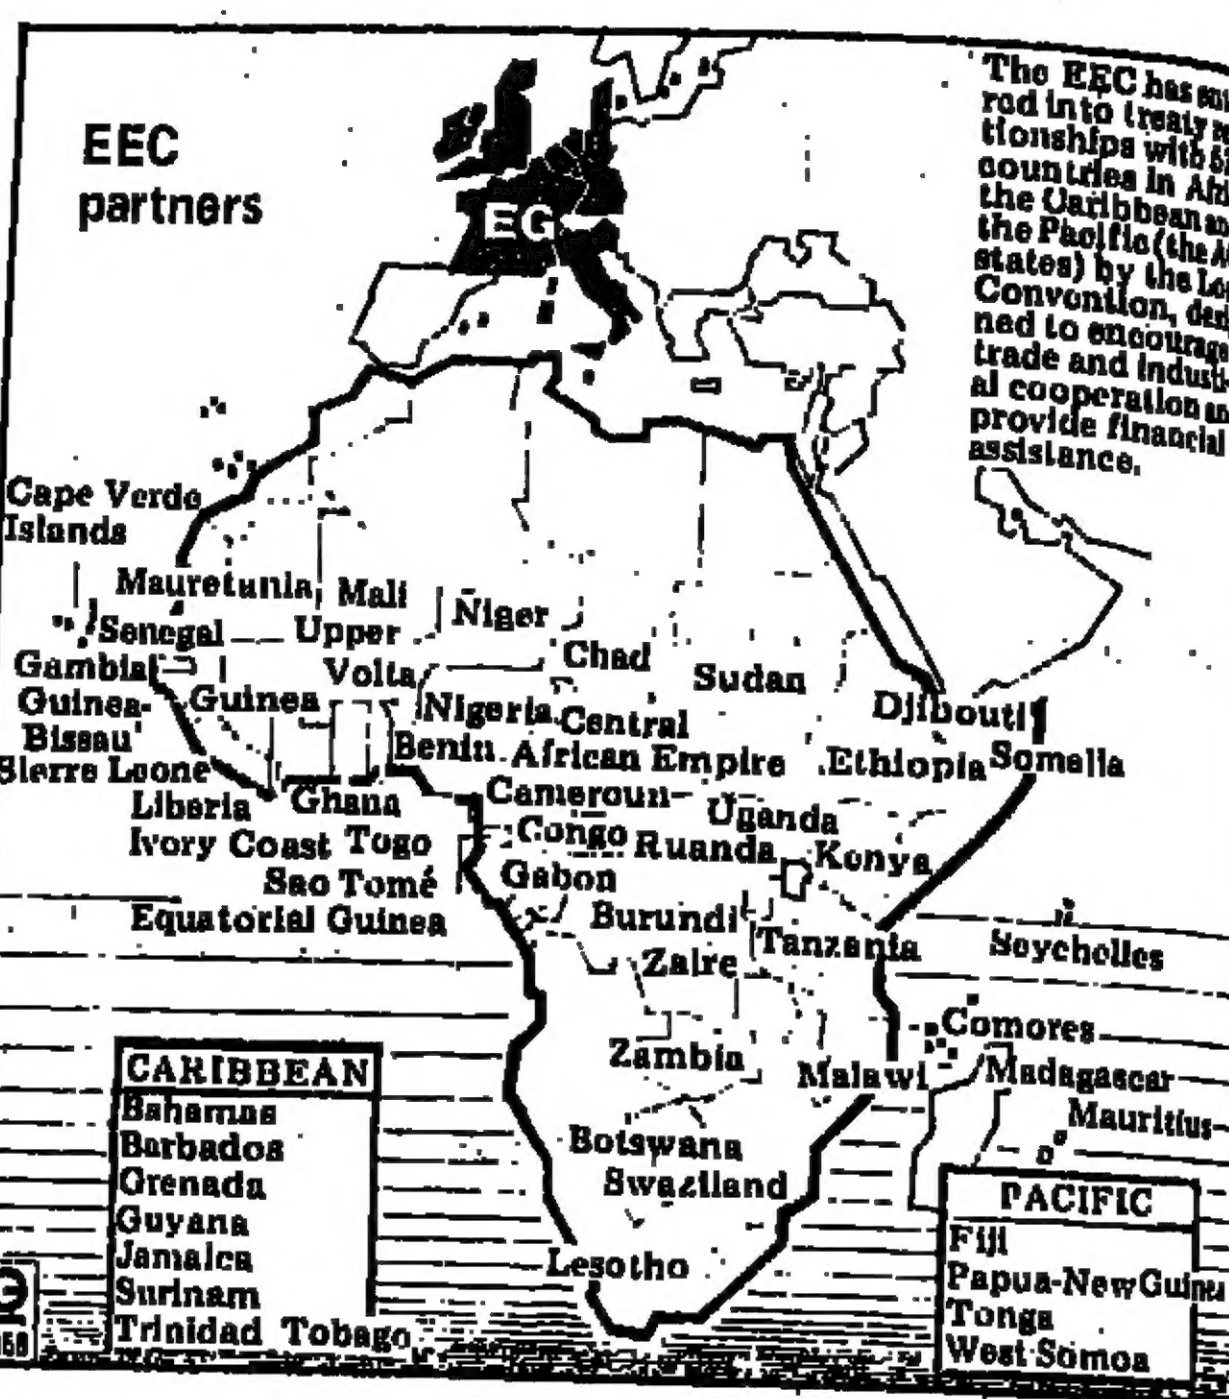 EEC
partners
The EEC has
red into treaty
tionships with
countries in
the Caribbean
the Pacific (the
states) by the
Convention,
ned to encourage
trade and
al cooperation
provide financial
assistance.
EG
Cape Verde
Islands
Mauretania
Mali
Niger
Senegal
Upper
Volta
Chad
Sudan
Gambia
Guinea-
Bissau
Guinea
Nigeria
Central
African Empire
Djibouti
Benin
Ethiopia
Somalia
Sierre Leone
Liberia
Ghana
Cameroun
Uganda
Ivory Coast
Togo
Congo
Ruanda
Kenya
Sao Tomé
Gabon
Equatorial Guinea
Burundi
Tanzania
Seychelles
Zaire
Comores
Zambia
Malawi
Madagascar
Mauritius
Botswana
Swaziland
Lesotho
CARIBBEAN
Bahamas
Barbados
Grenada
Guyana
Jamaica
Surinam
Trinidad Tobago
PACIFIC
Fiji
Papua-New Guinea
Tonga
West Somoa